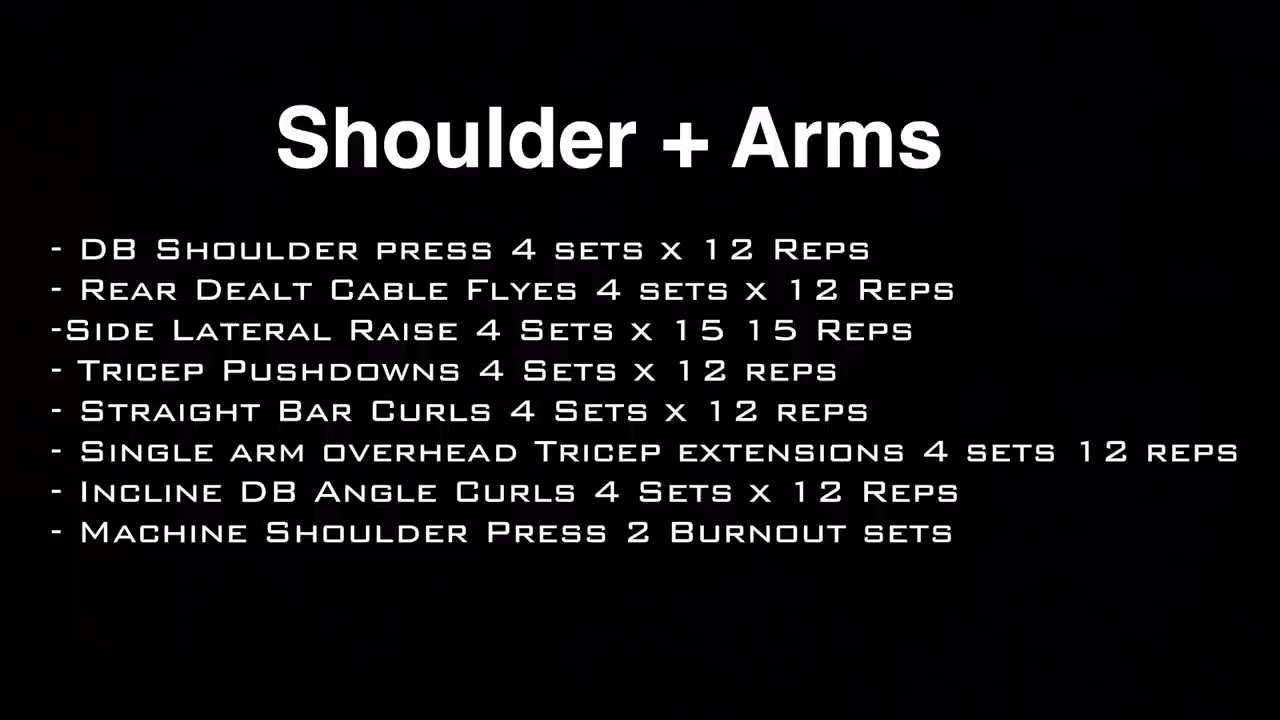 Shoulder + Arms
- DB Shoulder press 4 sets x 12 Reps
- Rear Dealt Cable Flyes 4 sets x 12 Reps
-Side Lateral Raise 4 Sets x 15 15 Reps
- Tricep Pushdowns 4 Sets x 12 reps
- Straight Bar Curls 4 Sets x 12 reps
- Single arm overhead Tricep extensions 4 sets 12 reps
- Incline DB Angle Curls 4 Sets x 12 Reps
- Machine Shoulder Press 2 Burnout sets